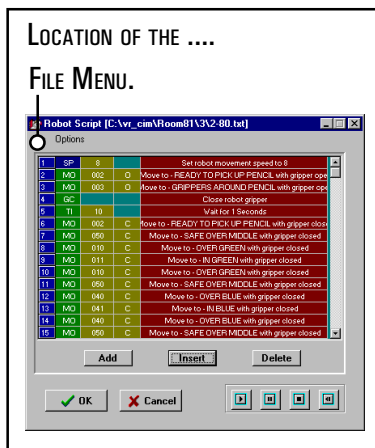 LOCATION OF THE ....
FILE MENU.
Robot Script [C:\vr_cim\Room81\3\2-80.txt]
Options
1 SP 8 Set robot movement speed to 8
2 MO 002 O Move to - READY TO PICK UP PENCIL with gripper ope
3 MO 003 O Move to - GRIPPERS AROUND PENCIL with gripper ope
4 GC Close robot gripper
5 TI 10 Wait for 1 Seconds
6 MO 002 C Move to - READY TO PICK UP PENCIL with gripper close
7 MO 050 C Move to - SAFE OVER MIDDLE with gripper closed
8 MO 010 C Move to - OVER GREEN with gripper closed
9 MO 011 C Move to - IN GREEN with gripper closed
10 MO 010 C Move to - OVER GREEN with gripper closed
11 MO 050 C Move to - SAFE OVER MIDDLE with gripper closed
12 MO 040 C Move to - OVER BLUE with gripper closed
13 MO 041 C Move to - IN BLUE with gripper closed
14 MO 040 C Move to - OVER BLUE with gripper closed
15 MO 050 C Move to - SAFE OVER MIDDLE with gripper closed
Add Insert Delete
OK Cancel